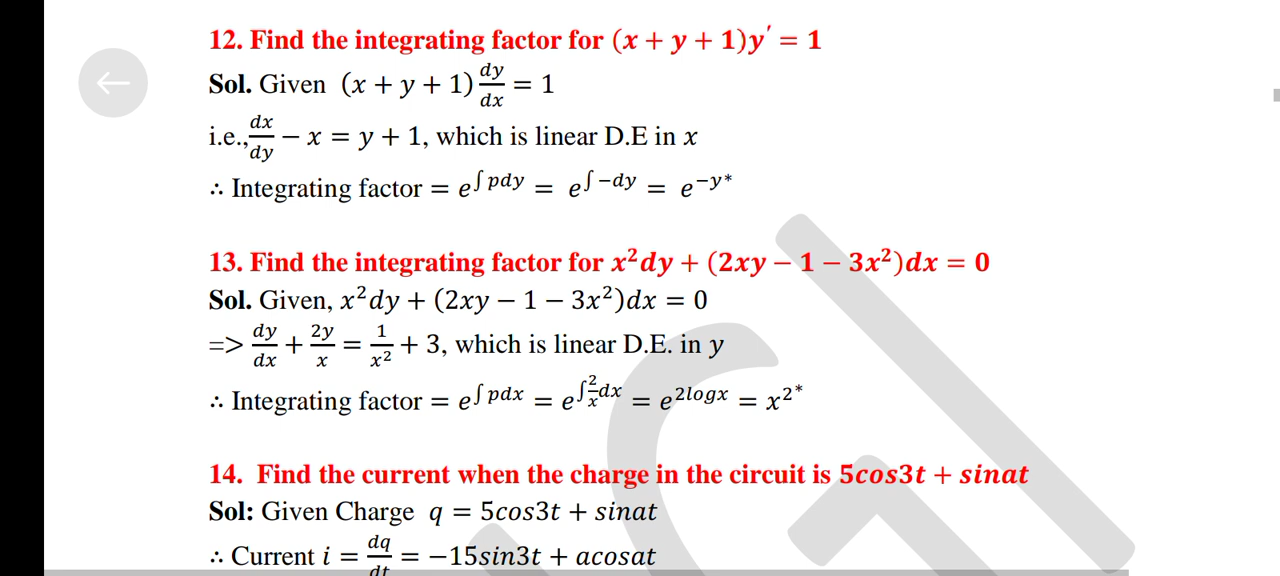 12. Find the integrating factor for (x + y + 1)y′ = 1
Sol. Given (x + y + 1) dy/dx = 1
i.e., dx/dy − x = y + 1, which is linear D.E in x
∴ Integrating factor = e^∫pdy = e^∫−dy = e^−y*
13. Find the integrating factor for x²dy + (2xy − 1 − 3x²)dx = 0
Sol. Given, x²dy + (2xy − 1 − 3x²)dx = 0
=> dy/dx + 2y/x = 1/x² + 3, which is linear D.E. in y
∴ Integrating factor = e^∫pdx = e^∫2/x dx = e^2logx = x²*
14. Find the current when the charge in the circuit is 5cos3t + sinat
Sol: Given Charge q = 5cos3t + sinat
∴ Current i = dq/dt = −15sin3t + acosat